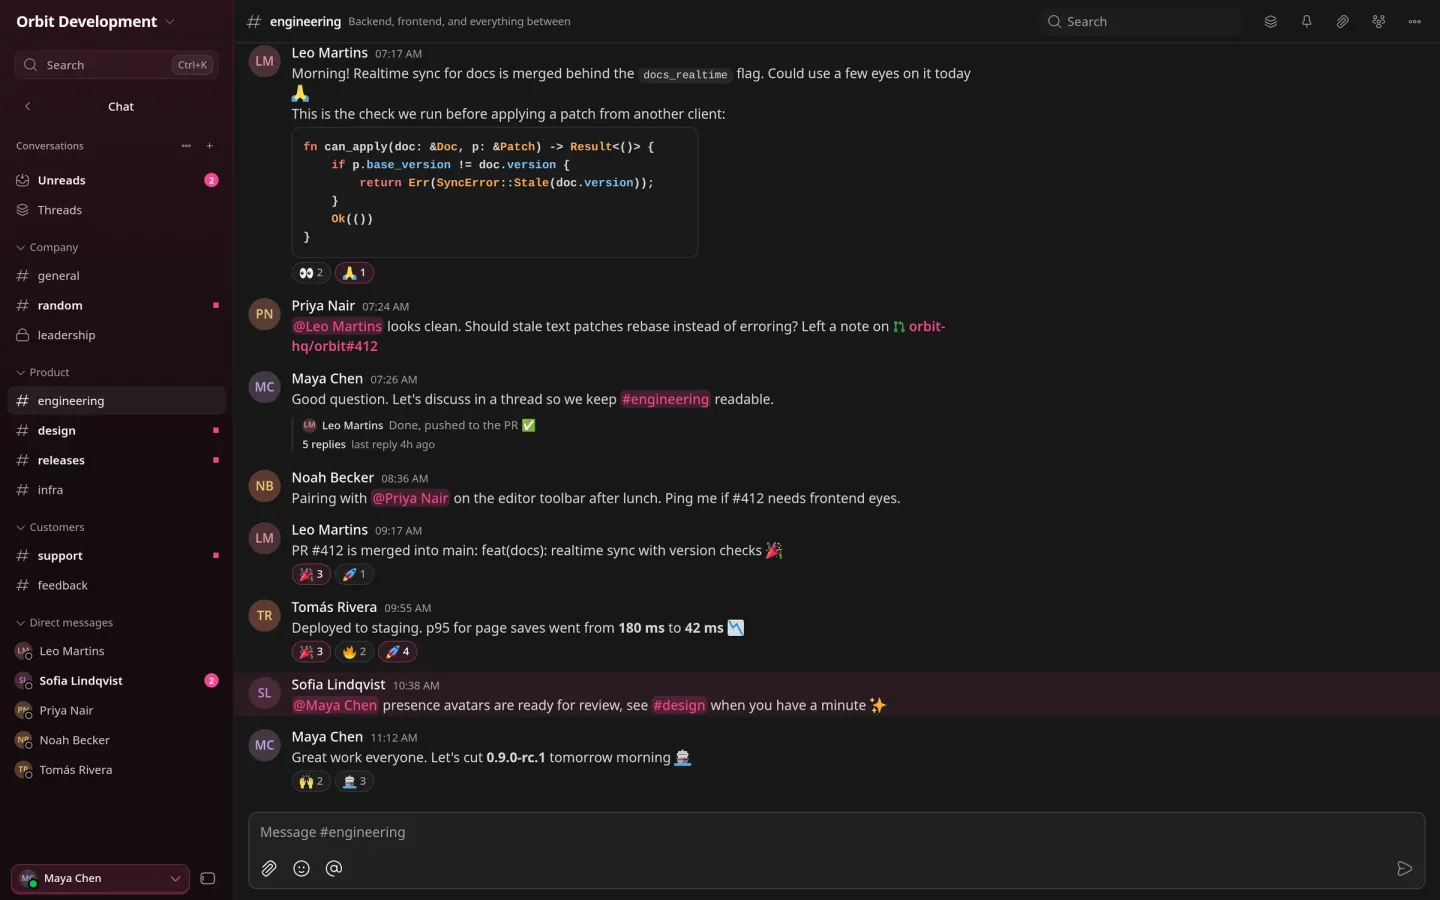 Orbit Development
Search Ctrl+K
Chat
Conversations
Unreads 2
Threads
Company
# general
# random
leadership
Product
# engineering
# design
# releases
# infra
Customers
# support
# feedback
Direct messages
LM Leo Martins
SL Sofia Lindqvist 2
PN Priya Nair
NB Noah Becker
TR Tomás Rivera
MC Maya Chen
# engineering Backend, frontend, and everything between
Search
LM Leo Martins 07:17 AM
Morning! Realtime sync for docs is merged behind the docs_realtime flag. Could use a few eyes on it today
🙏
This is the check we run before applying a patch from another client:
fn can_apply(doc: &Doc, p: &Patch) -> Result<()> {
if p.base_version != doc.version {
return Err(SyncError::Stale(doc.version));
}
Ok(())
}
👀 2 🙏 1
PN Priya Nair 07:24 AM
@Leo Martins looks clean. Should stale text patches rebase instead of erroring? Left a note on orbit-
hq/orbit#412
MC Maya Chen 07:26 AM
Good question. Let's discuss in a thread so we keep #engineering readable.
LM Leo Martins Done, pushed to the PR ✅
5 replies last reply 4h ago
NB Noah Becker 08:36 AM
Pairing with @Priya Nair on the editor toolbar after lunch. Ping me if #412 needs frontend eyes.
LM Leo Martins 09:17 AM
PR #412 is merged into main: feat(docs): realtime sync with version checks 🎉
🎉 3 🚀 1
TR Tomás Rivera 09:55 AM
Deployed to staging. p95 for page saves went from 180 ms to 42 ms 📉
🎉 3 🔥 2 🚀 4
SL Sofia Lindqvist 10:38 AM
@Maya Chen presence avatars are ready for review, see #design when you have a minute ✨
MC Maya Chen 11:12 AM
Great work everyone. Let's cut 0.9.0-rc.1 tomorrow morning 🚢
🙌 2 🚢 3
Message #engineering